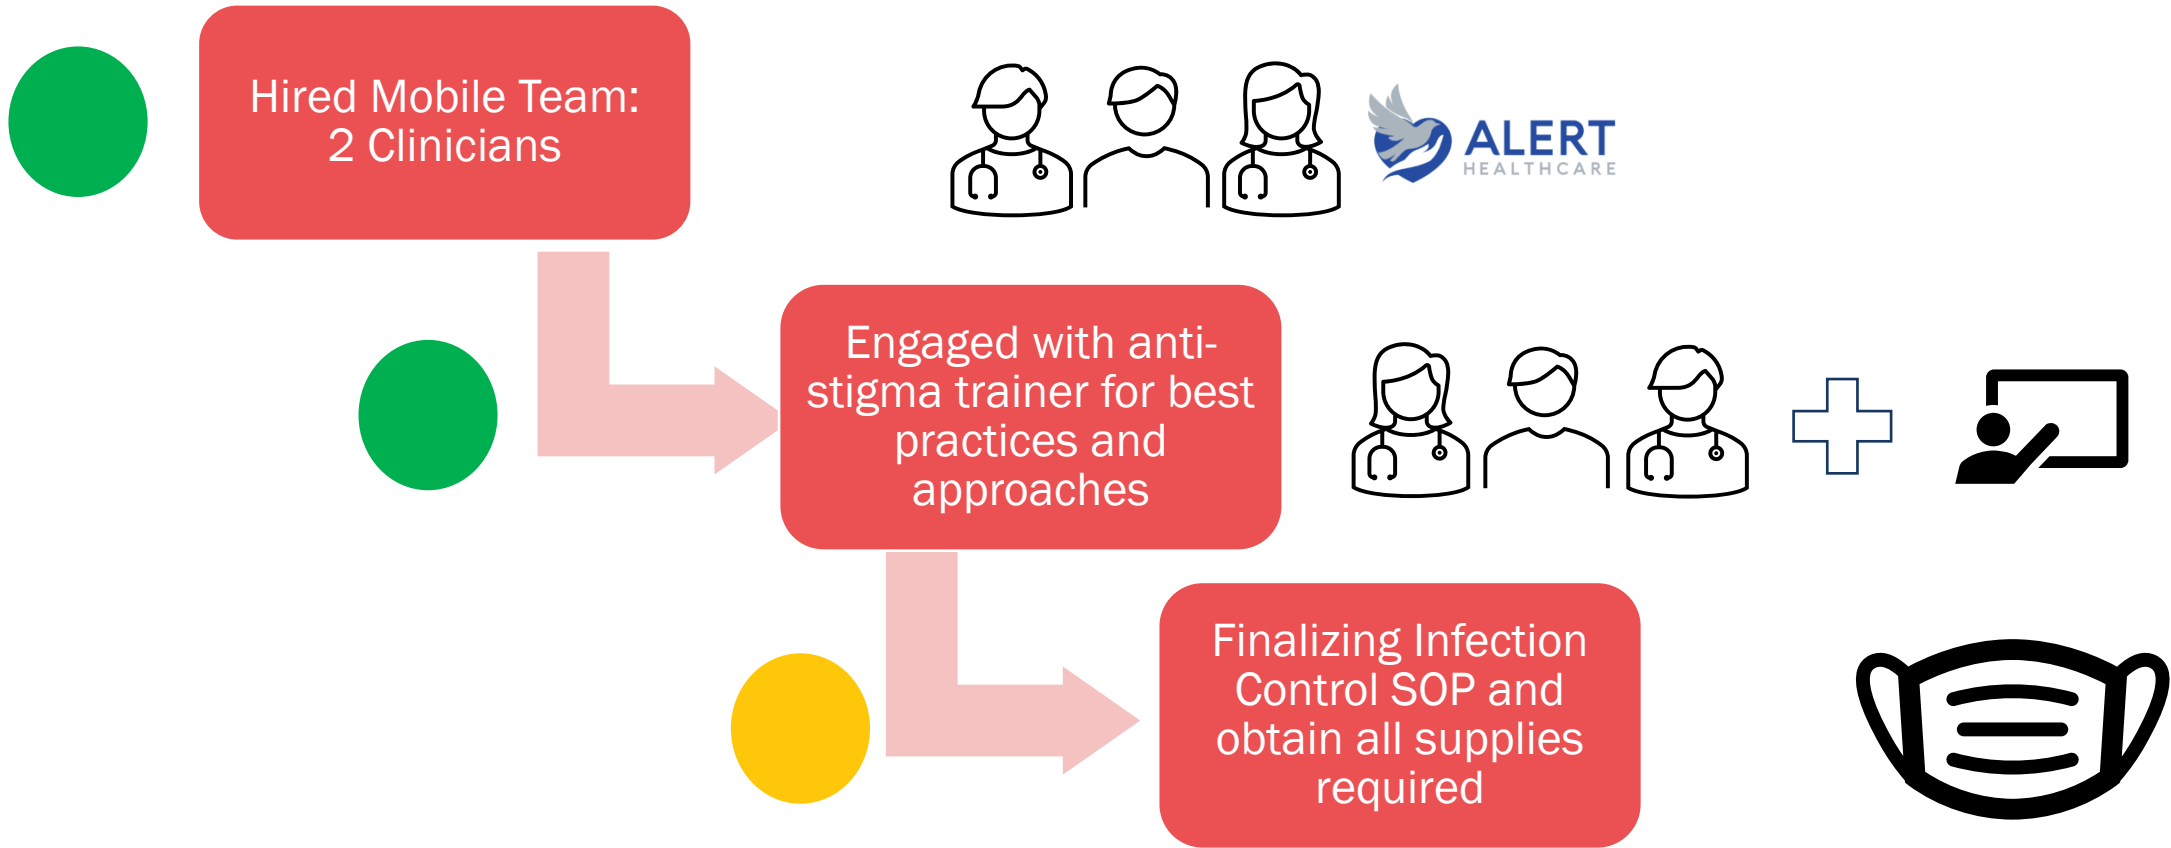 Hired Mobile Team:
2 Clinicians
ALERT
HEALTHCARE
Engaged with anti-
stigma trainer for best
practices and
approaches
Finalizing Infection
Control SOP and
obtain all supplies
required